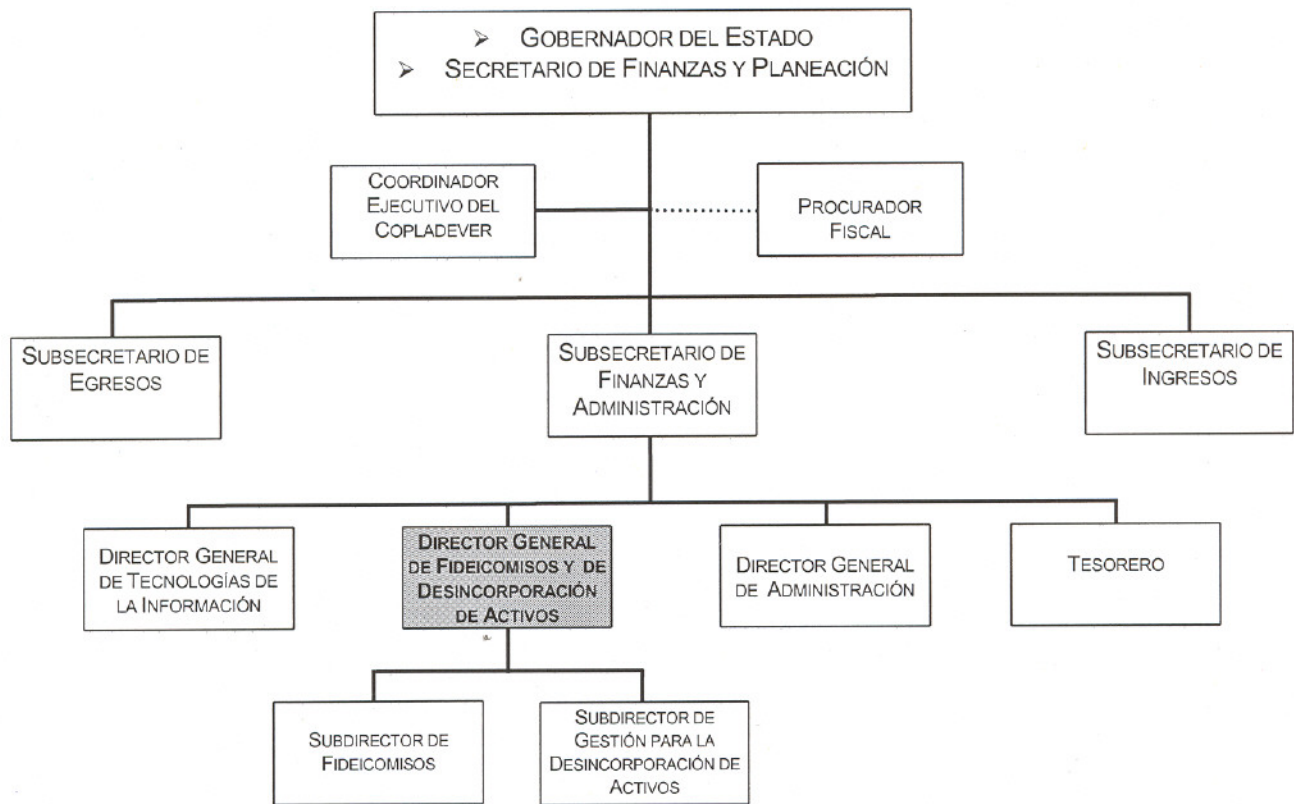 ➢ GOBERNADOR DEL ESTADO
➢ SECRETARIO DE FINANZAS Y PLANEACIÓN
COORDINADOR
EJECUTIVO DEL
COPLADEVER
PROCURADOR
FISCAL
SUBSECRETARIO DE
EGRESOS
SUBSECRETARIO DE
FINANZAS Y
ADMINISTRACIÓN
SUBSECRETARIO DE
INGRESOS
DIRECTOR GENERAL
DE TECNOLOGÍAS DE
LA INFORMACIÓN
DIRECTOR GENERAL
DE FIDEICOMISOS Y DE
DESINCORPORACIÓN
DE ACTIVOS
DIRECTOR GENERAL
DE ADMINISTRACIÓN
TESORERO
SUBDIRECTOR DE
FIDEICOMISOS
SUBDIRECTOR DE
GESTIÓN PARA LA
DESINCORPORACIÓN DE
ACTIVOS